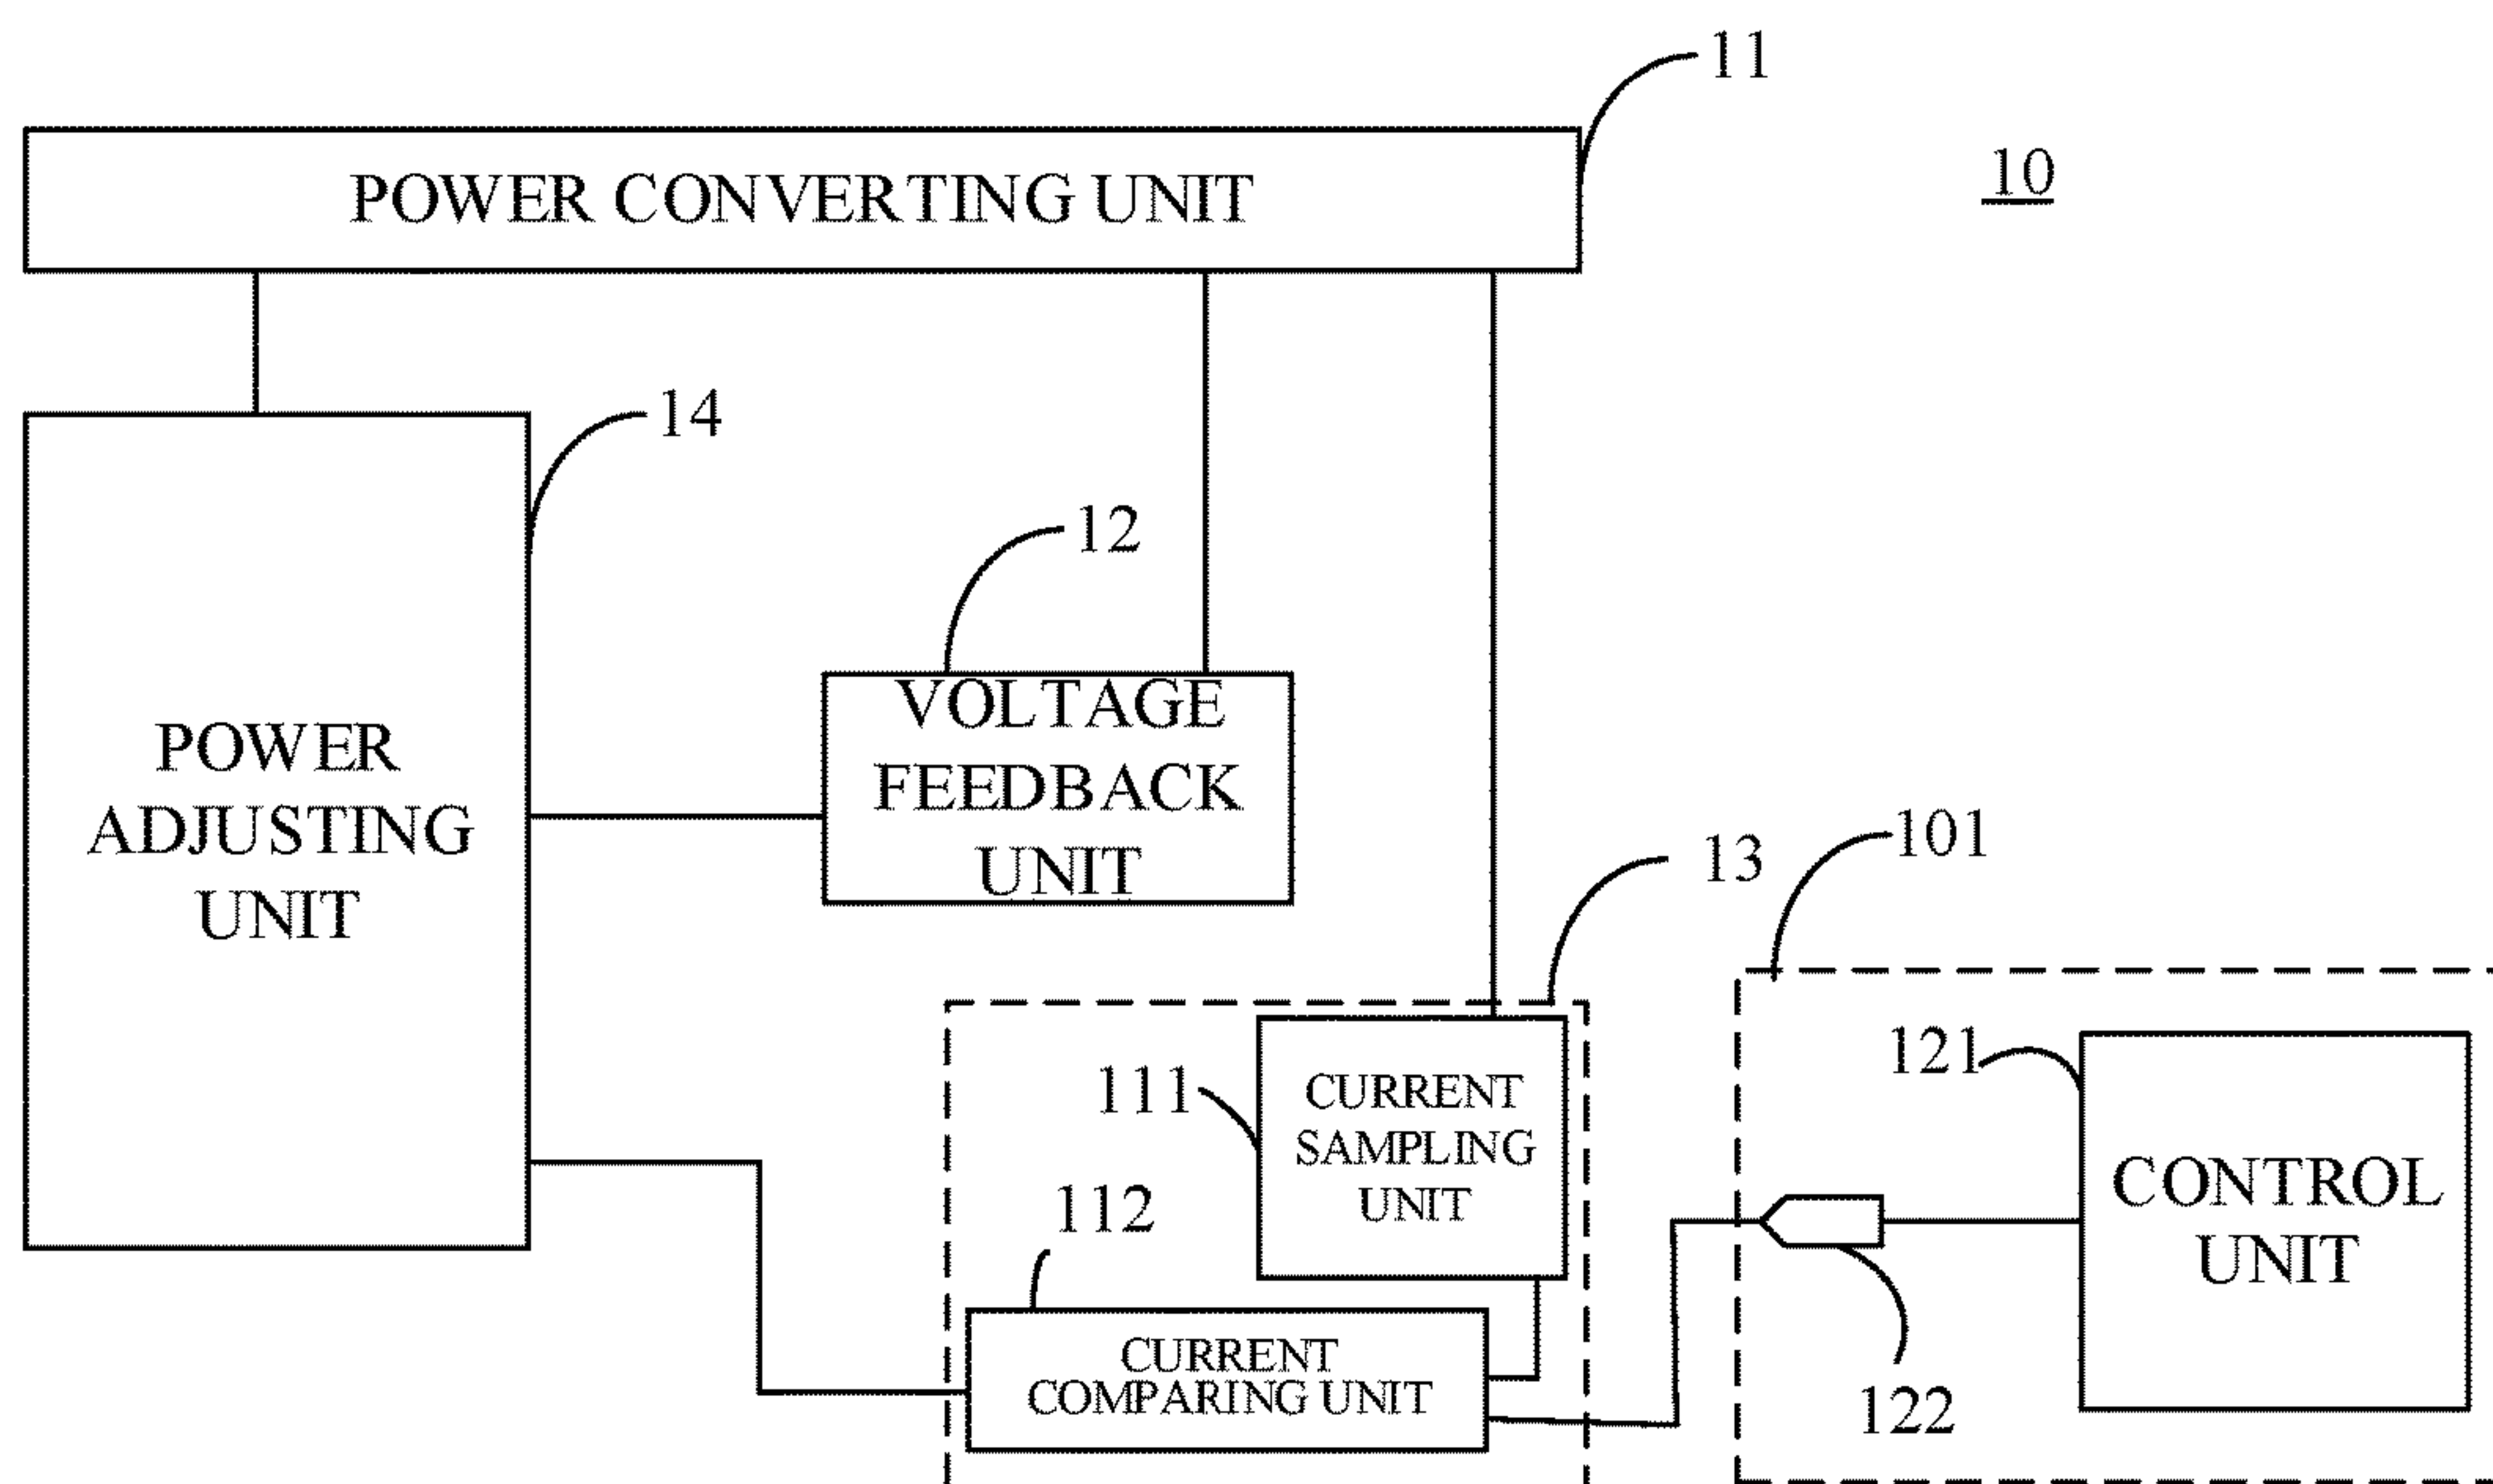 11
POWER CONVERTING UNIT
10
14
12
VOLTAGE
FEEDBACK
UNIT
POWER
ADJUSTING
UNIT
13
101
111
CURRENT
SAMPLING
UNIT
121
CONTROL
UNIT
112
CURRENT
COMPARING UNIT
122